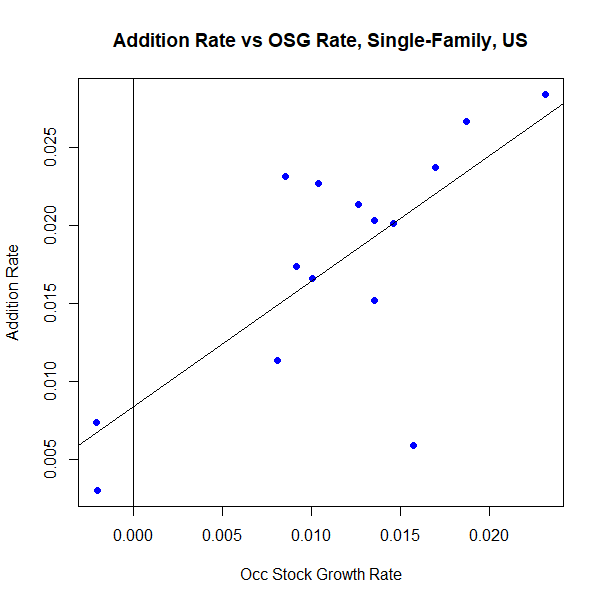 Addition Rate vs OSG Rate, Single-Family, US
Addition Rate
0.025
0.020
0.015
0.010
0.005
0.000 0.005 0.010 0.015 0.020
Occ Stock Growth Rate